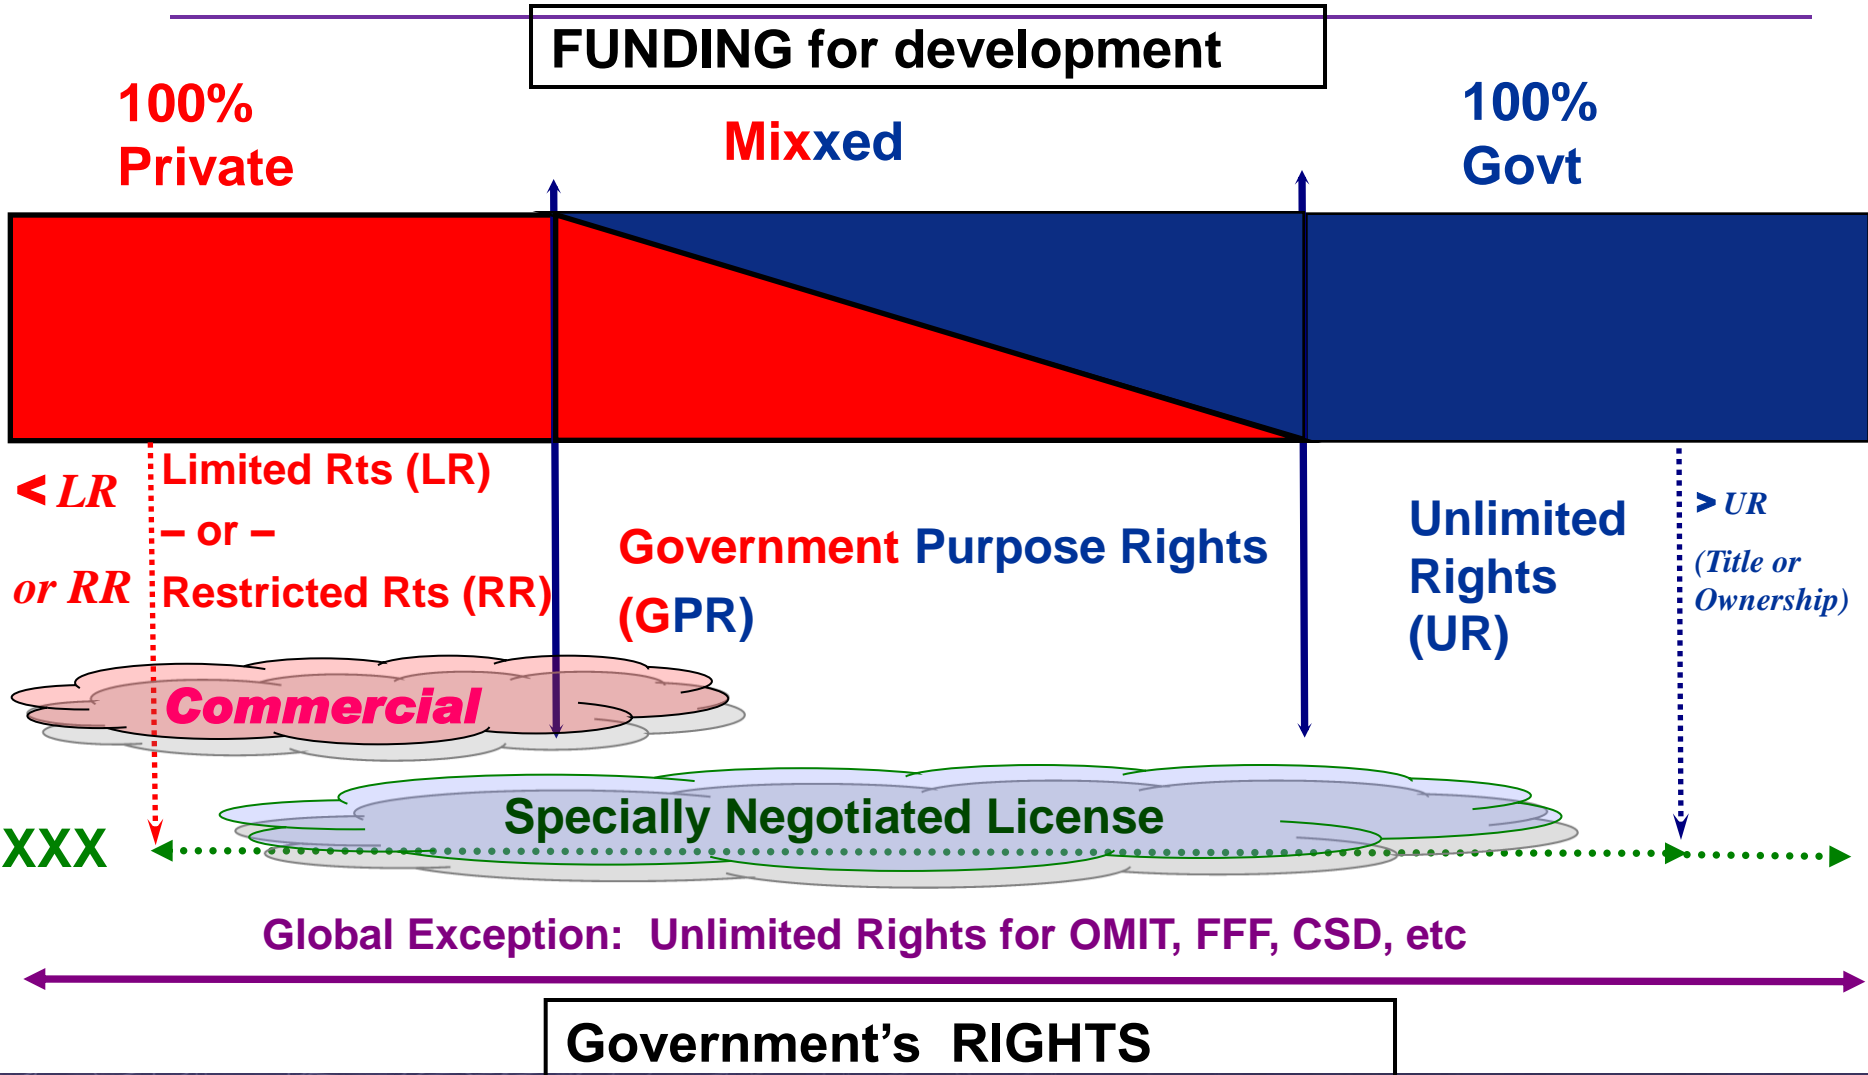 FUNDING for development
100%
Private
Mixxed
100%
Govt
< LR
or RR
Limited Rts (LR)
– or –
Restricted Rts (RR)
Government Purpose Rights
(GPR)
Unlimited
Rights
(UR)
> UR
(Title or
Ownership)
Commercial
Specially Negotiated License
XXX
Global Exception: Unlimited Rights for OMIT, FFF, CSD, etc
Government’s RIGHTS